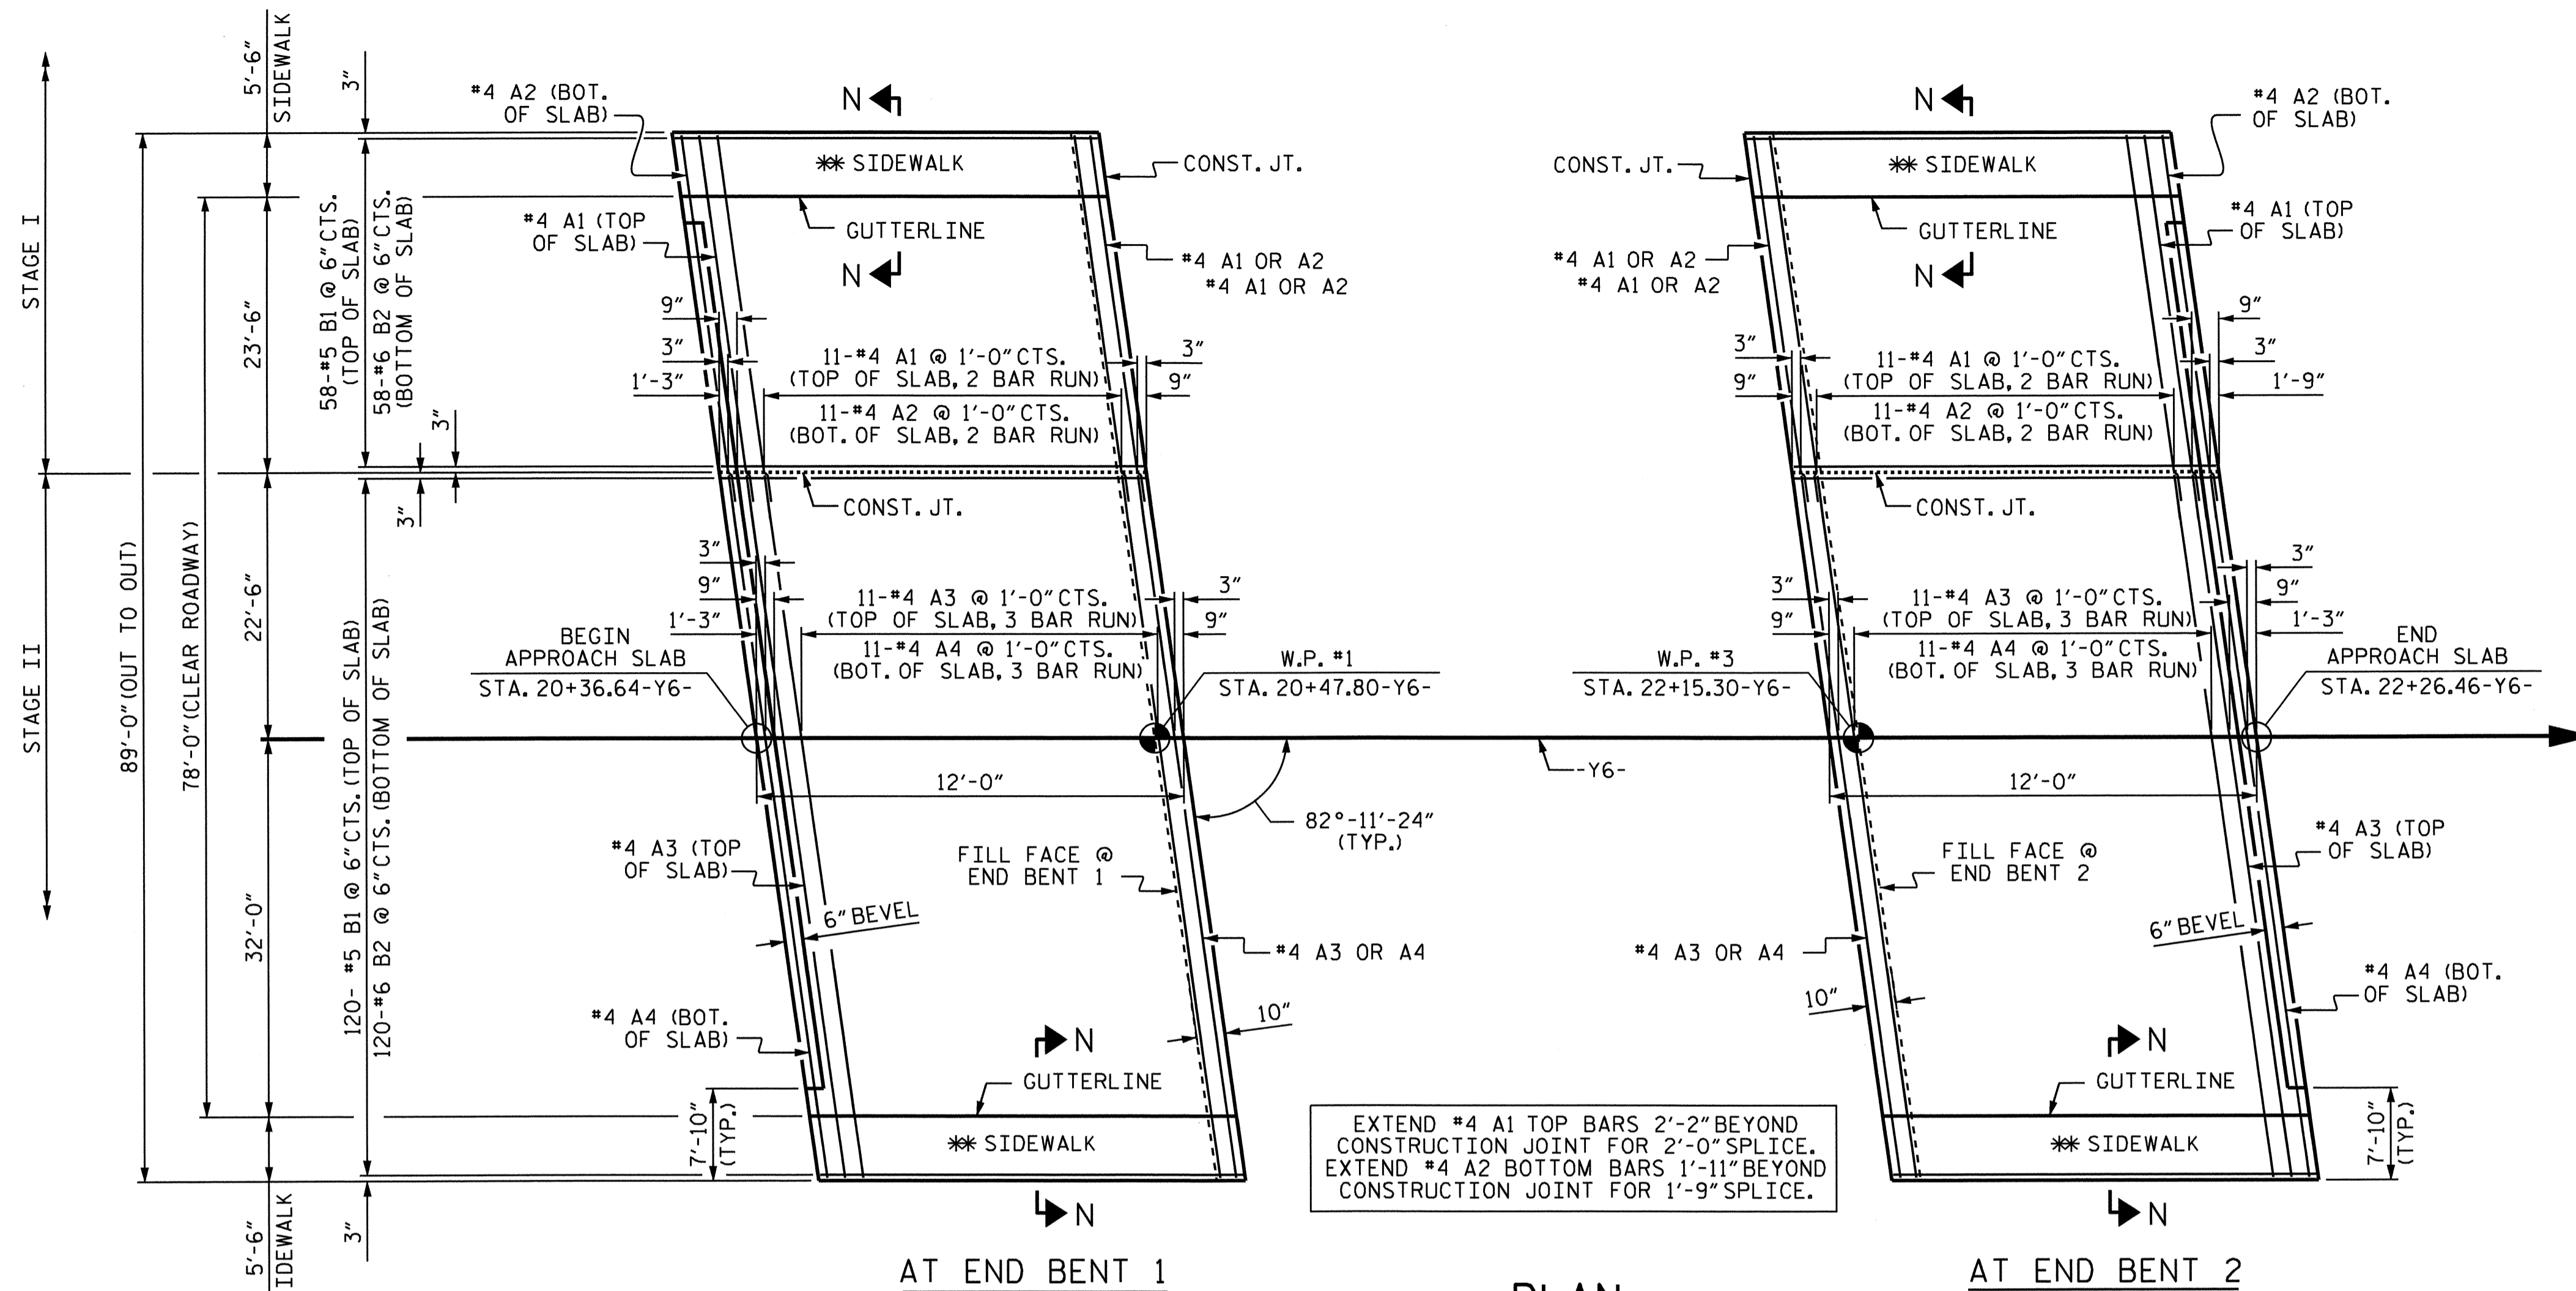 STAGE I
STAGE II
5'-6"
SIDEWALK
3"
89'-0" (OUT TO OUT)
78'-0" (CLEAR ROADWAY)
23'-6"
22'-6"
32'-0"
5'-6"
IDEWALK
3"
58-#5 B1 @ 6" CTS.
(TOP OF SLAB)
58-#6 B2 @ 6" CTS.
(BOTTOM OF SLAB)
3"
3"
120- #5 B1 @ 6" CTS. (TOP OF SLAB)
120-#6 B2 @ 6" CTS. (BOTTOM OF SLAB)
#4 A2 (BOT.
OF SLAB)
N
** SIDEWALK
CONST. JT.
#4 A1 (TOP
OF SLAB)
GUTTERLINE
N
#4 A1 OR A2
#4 A1 OR A2
9"
3"
1'-3"
11-#4 A1 @ 1'-0" CTS.
(TOP OF SLAB, 2 BAR RUN)
11-#4 A2 @ 1'-0" CTS.
(BOT. OF SLAB, 2 BAR RUN)
3"
9"
CONST. JT.
3"
9"
1'-3"
11-#4 A3 @ 1'-0" CTS.
(TOP OF SLAB, 3 BAR RUN)
11-#4 A4 @ 1'-0" CTS.
(BOT. OF SLAB, 3 BAR RUN)
3"
9"
BEGIN
APPROACH SLAB
STA. 20+36.64-Y6-
W.P. #1
STA. 20+47.80-Y6-
12'-0"
82°-11'-24"
(TYP.)
-Y6-
#4 A3 (TOP
OF SLAB)
6" BEVEL
FILL FACE @
END BENT 1
#4 A3 OR A4
#4 A4 (BOT.
OF SLAB)
10"
N
GUTTERLINE
7'-10"
(TYP.)
** SIDEWALK
N
AT END BENT 1
EXTEND #4 A1 TOP BARS 2'-2" BEYOND
CONSTRUCTION JOINT FOR 2'-0" SPLICE.
EXTEND #4 A2 BOTTOM BARS 1'-11" BEYOND
CONSTRUCTION JOINT FOR 1'-9" SPLICE.
PLAN
N
#4 A2 (BOT.
OF SLAB)
CONST. JT.
** SIDEWALK
#4 A1 (TOP
OF SLAB)
GUTTERLINE
#4 A1 OR A2
#4 A1 OR A2
N
9"
3"
1'-9"
3"
9"
11-#4 A1 @ 1'-0" CTS.
(TOP OF SLAB, 2 BAR RUN)
11-#4 A2 @ 1'-0" CTS.
(BOT. OF SLAB, 2 BAR RUN)
CONST. JT.
3"
9"
1'-3"
3"
9"
11-#4 A3 @ 1'-0" CTS.
(TOP OF SLAB, 3 BAR RUN)
11-#4 A4 @ 1'-0" CTS.
(BOT. OF SLAB, 3 BAR RUN)
W.P. #3
STA. 22+15.30-Y6-
END
APPROACH SLAB
STA. 22+26.46-Y6-
12'-0"
#4 A3 (TOP
OF SLAB)
FILL FACE @
END BENT 2
6" BEVEL
#4 A3 OR A4
10"
#4 A4 (BOT.
OF SLAB)
N
GUTTERLINE
** SIDEWALK
7'-10"
(TYP.)
N
AT END BENT 2